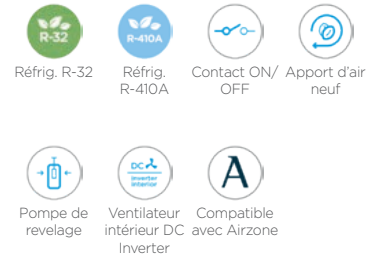 R-32
R-410A
Réfrig. R-32
Réfrig.
R-410A
Contact ON/
OFF
Apport d'air
neuf
DC
Inverter
Interior
A
Pompe de
revelage
Ventilateur
intérieur DC
Inverter
Compatible
avec Airzone